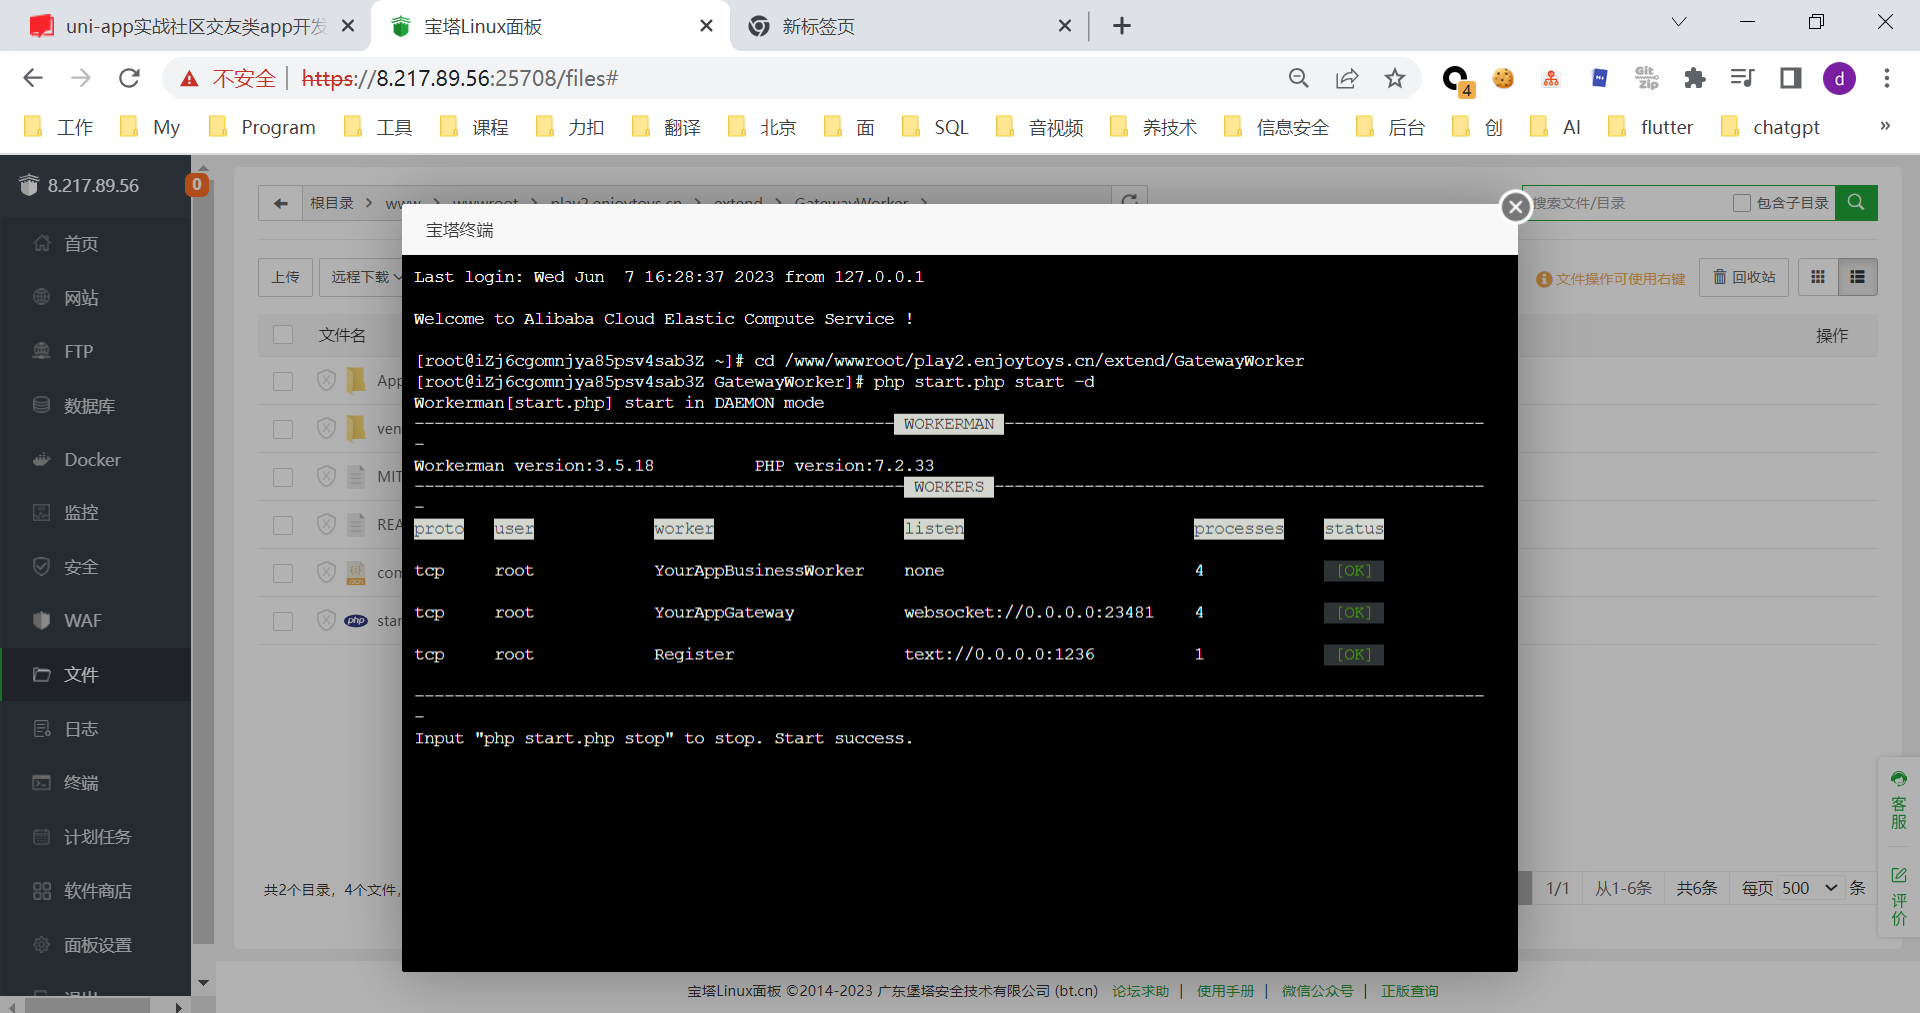 uni-app实战社区交友类app开发
宝塔Linux面板
新标签页
不安全 https://8.217.89.56:25708/files#
4
Git Zip
d
工作 My Program 工具 课程 力扣 翻译 北京 面 SQL 音视频 养技术 信息安全 后台 创 AI flutter chatgpt »
8.217.89.56
0
首页
网站
FTP
数据库
Docker
监控
安全
WAF
文件
日志
终端
计划任务
软件商店
面板设置
根目录 www wwwroot play2.enjoytoys.cn extend GatewayWorker
搜索文件/目录 包含子目录
上传 远程下载
文件操作可使用右键 回收站
文件名 操作
App
ven
MIT
REA
com
php star
宝塔终端
Last login: Wed Jun  7 16:28:37 2023 from 127.0.0.1
Welcome to Alibaba Cloud Elastic Compute Service !
[root@iZj6cgomnjya85psv4sab3Z ~]# cd /www/wwwroot/play2.enjoytoys.cn/extend/GatewayWorker
[root@iZj6cgomnjya85psv4sab3Z GatewayWorker]# php start.php start -d
Workerman[start.php] start in DAEMON mode
WORKERMAN
Workerman version:3.5.18 PHP version:7.2.33
WORKERS
proto user worker listen processes status
tcp root YourAppBusinessWorker none 4 [OK]
tcp root YourAppGateway websocket://0.0.0.0:23481 4 [OK]
tcp root Register text://0.0.0.0:1236 1 [OK]
Input "php start.php stop" to stop. Start success.
共2个目录，4个文件，
1/1 从1-6条 共6条 每页 500 条
客服
评价
宝塔Linux面板 ©2014-2023 广东堡塔安全技术有限公司 (bt.cn) 论坛求助 | 使用手册 | 微信公众号 | 正版查询